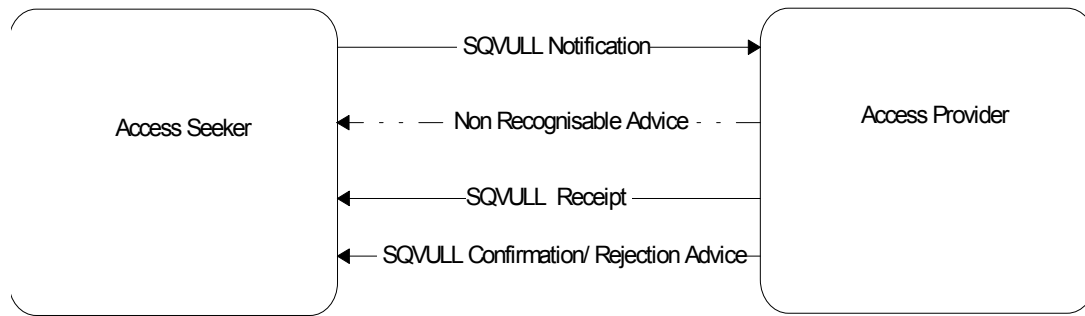 SQVULL Notification
Access Seeker
Non Recognisable Advice
Access Provider
SQVULL Receipt
SQVULL Confirmation/ Rejection Advice